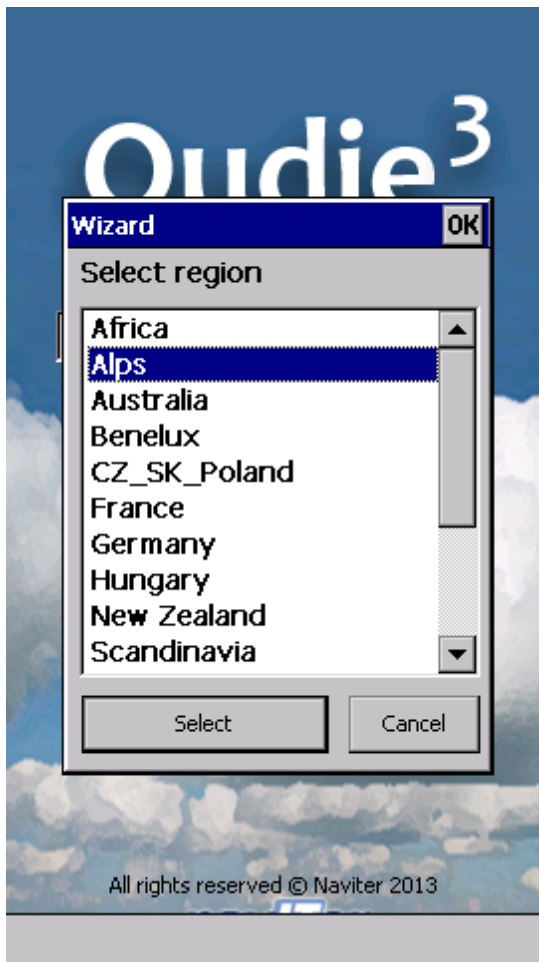 Oudie3
Wizard
OK
Select region
Africa
Alps
Australia
Benelux
CZ_SK_Poland
France
Germany
Hungary
New Zealand
Scandinavia
Select
Cancel
All rights reserved © Naviter 2013